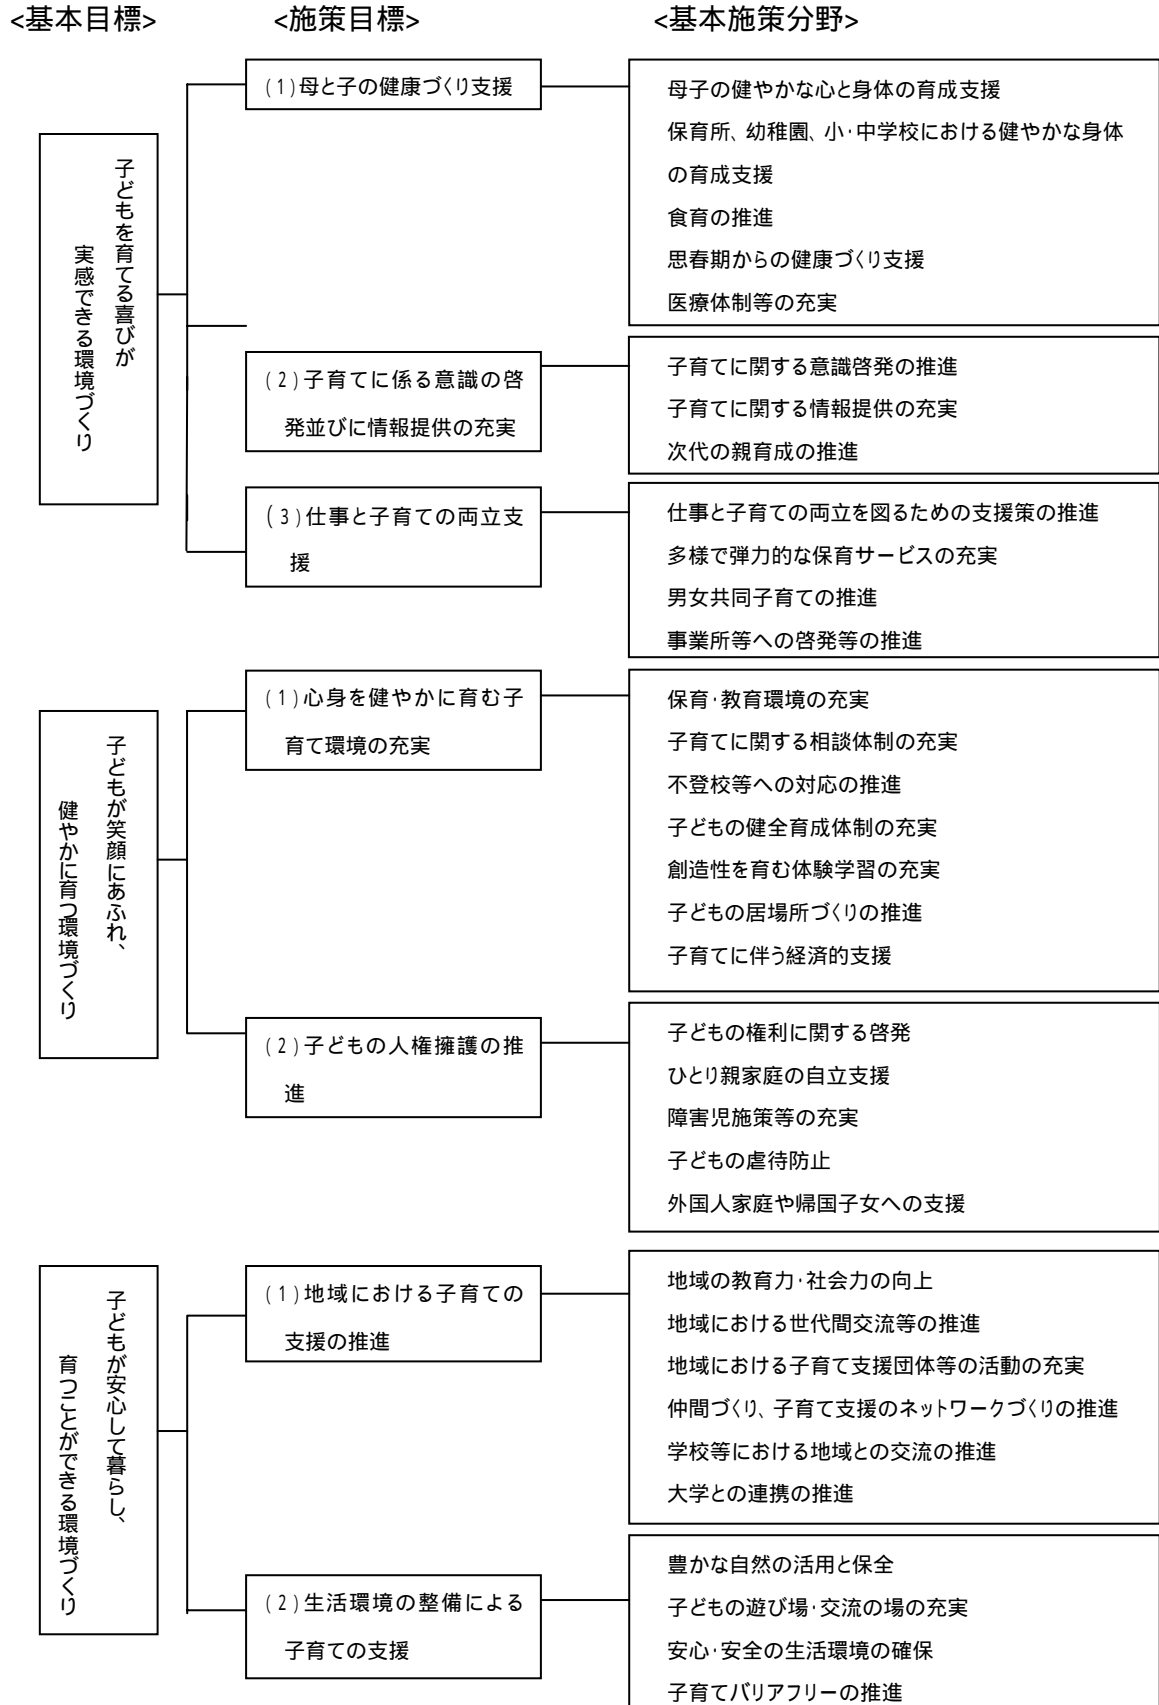 <基本目標>
<施策目標>
<基本施策分野>
子どもを育てる喜びが
実感できる環境づくり
(1)母と子の健康づくり支援
母子の健やかな心と身体の育成支援
保育所、幼稚園、小・中学校における健やかな身体
の育成支援
食育の推進
思春期からの健康づくり支援
医療体制等の充実
(2)子育てに係る意識の啓
発並びに情報提供の充実
子育てに関する意識啓発の推進
子育てに関する情報提供の充実
次代の親育成の推進
(3)仕事と子育ての両立支
援
仕事と子育ての両立を図るための支援策の推進
多様で弾力的な保育サービスの充実
男女共同子育ての推進
事業所等への啓発等の推進
子どもが笑顔にあふれ、
健やかに育つ環境づくり
(1)心身を健やかに育む子
育て環境の充実
保育・教育環境の充実
子育てに関する相談体制の充実
不登校等への対応の推進
子どもの健全育成体制の充実
創造性を育む体験学習の充実
子どもの居場所づくりの推進
子育てに伴う経済的支援
(2)子どもの人権擁護の推
進
子どもの権利に関する啓発
ひとり親家庭の自立支援
障害児施策等の充実
子どもの虐待防止
外国人家庭や帰国子女への支援
子どもが安心して暮らし、
育つことができる環境づくり
(1)地域における子育ての
支援の推進
地域の教育力・社会力の向上
地域における世代間交流等の推進
地域における子育て支援団体等の活動の充実
仲間づくり、子育て支援のネットワークづくりの推進
学校等における地域との交流の推進
大学との連携の推進
(2)生活環境の整備による
子育ての支援
豊かな自然の活用と保全
子どもの遊び場・交流の場の充実
安心・安全の生活環境の確保
子育てバリアフリーの推進